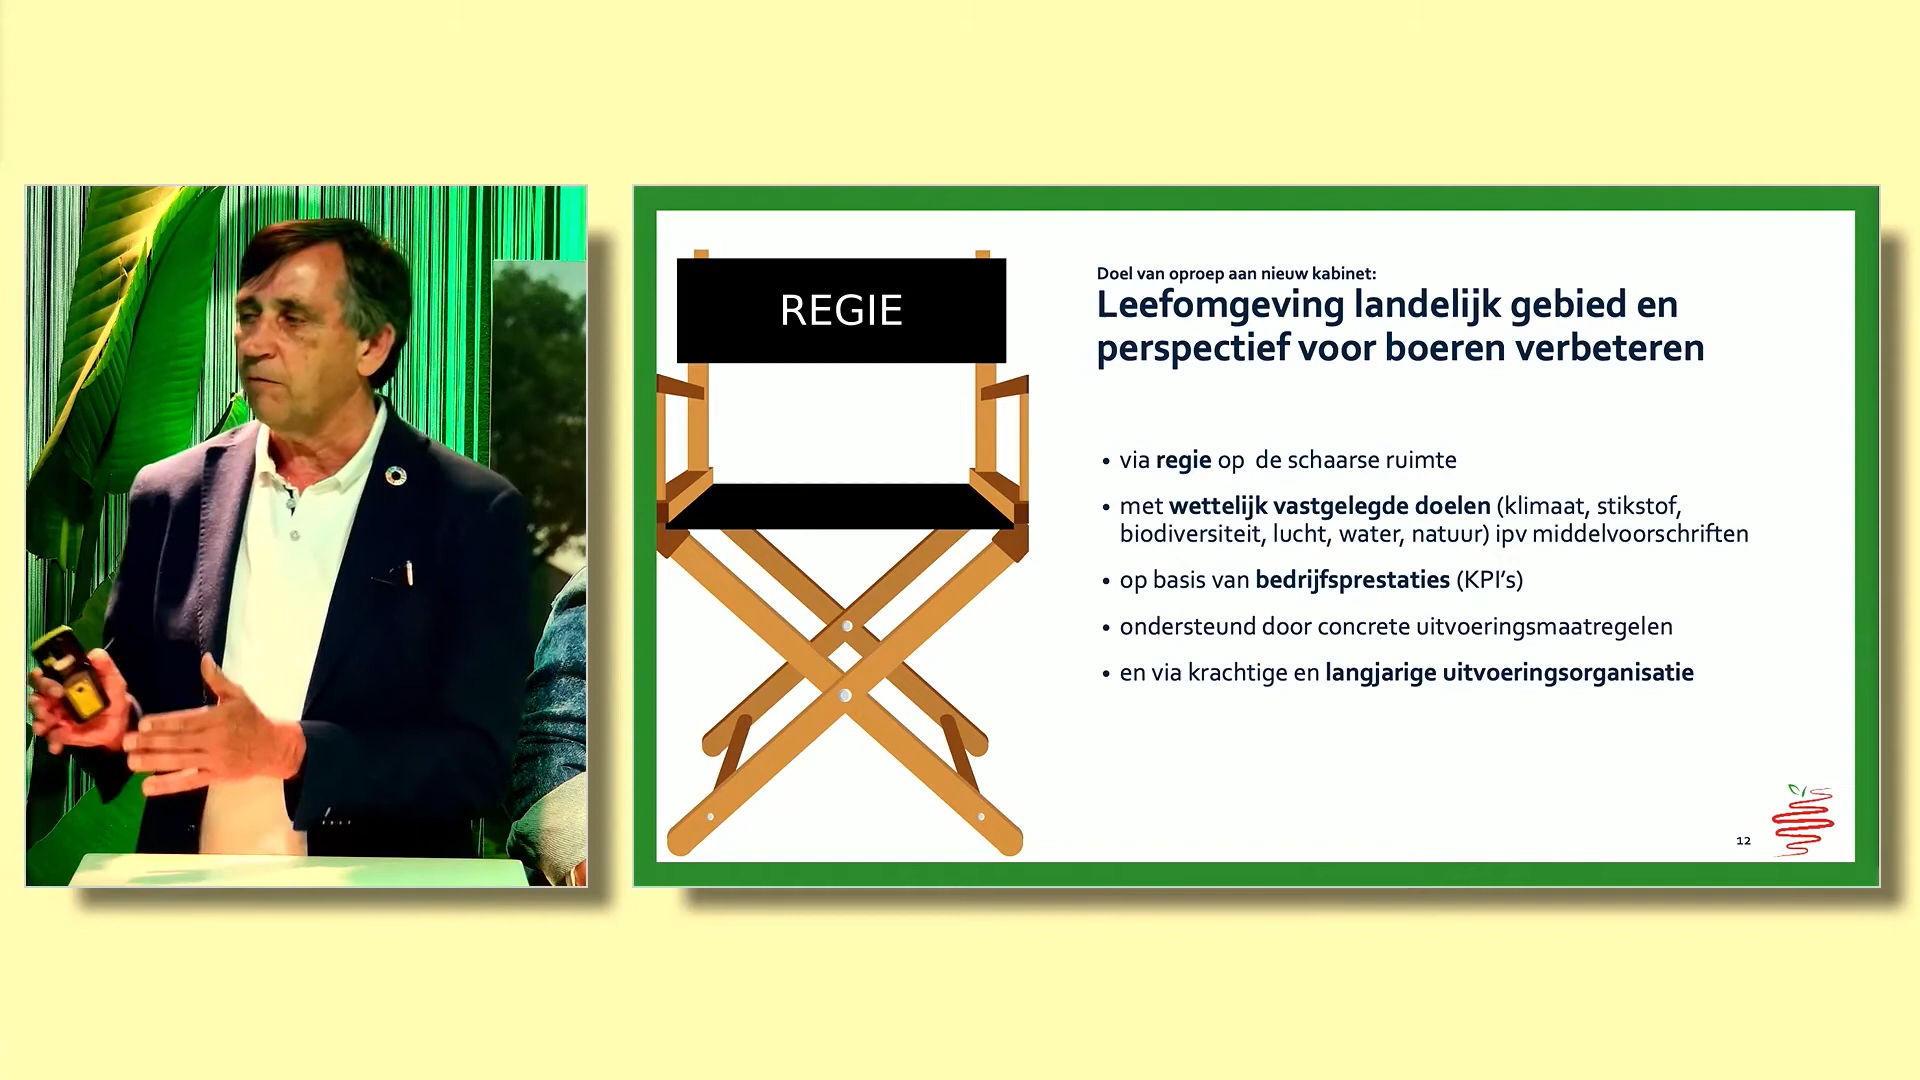 REGIE
Doel van oproep aan nieuw kabinet:
Leefomgeving landelijk gebied en
perspectief voor boeren verbeteren
• via regie op  de schaarse ruimte
• met wettelijk vastgelegde doelen (klimaat, stikstof,
biodiversiteit, lucht, water, natuur) ipv middelvoorschriften
• op basis van bedrijfsprestaties (KPI’s)
• ondersteund door concrete uitvoeringsmaatregelen
• en via krachtige en langjarige uitvoeringsorganisatie
12